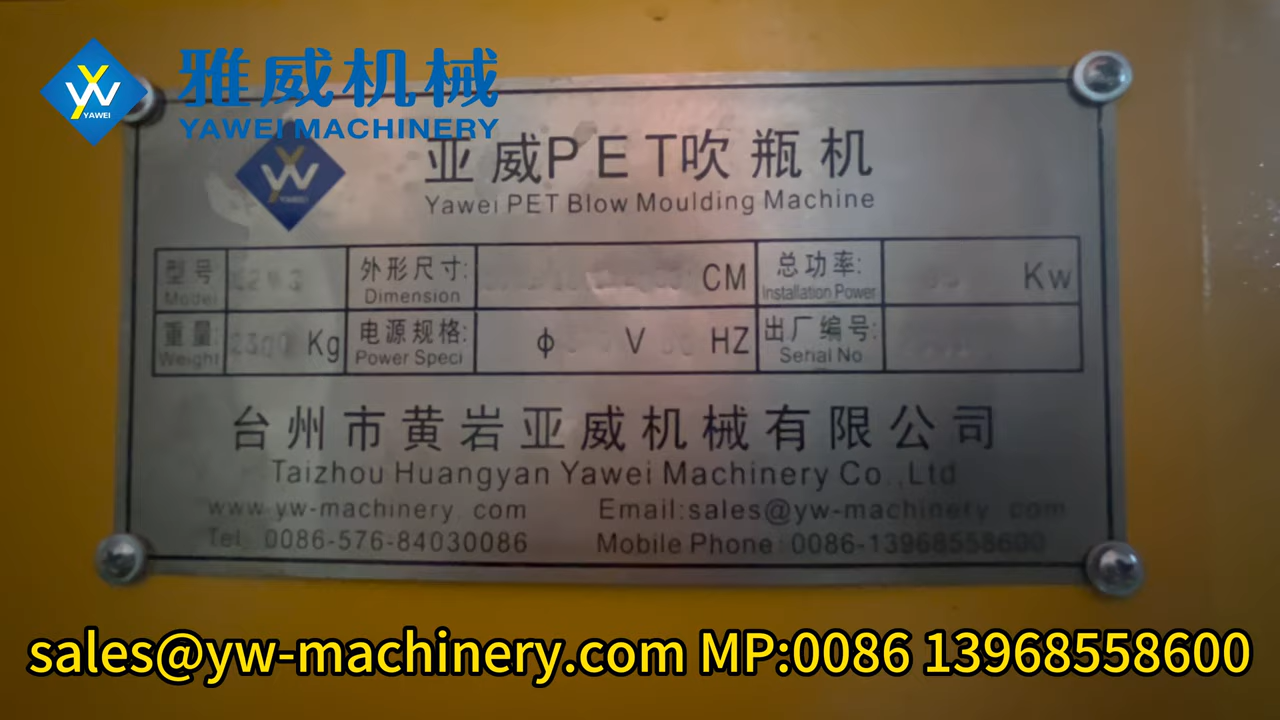 YW
YAWEI
雅威机械
YAWEI MACHINERY
亚威PET吹瓶机
YAWEI
Yawei PET Blow Moulding Machine
型号 外形尺寸: CM 总功率: Kw
Model Dimension Installation Power
重量: Kg 电源规格: ф V HZ 出厂编号:
Weight Power Speci Serial No
台州市黄岩亚威机械有限公司
Taizhou Huangyan Yawei Machinery Co.,Ltd
www.yw-machinery.com Email:sales@yw-machinery.com
Tel: 0086-576-84030086 Mobile Phone:0086-13968558600
sales@yw-machinery.com MP:0086 13968558600